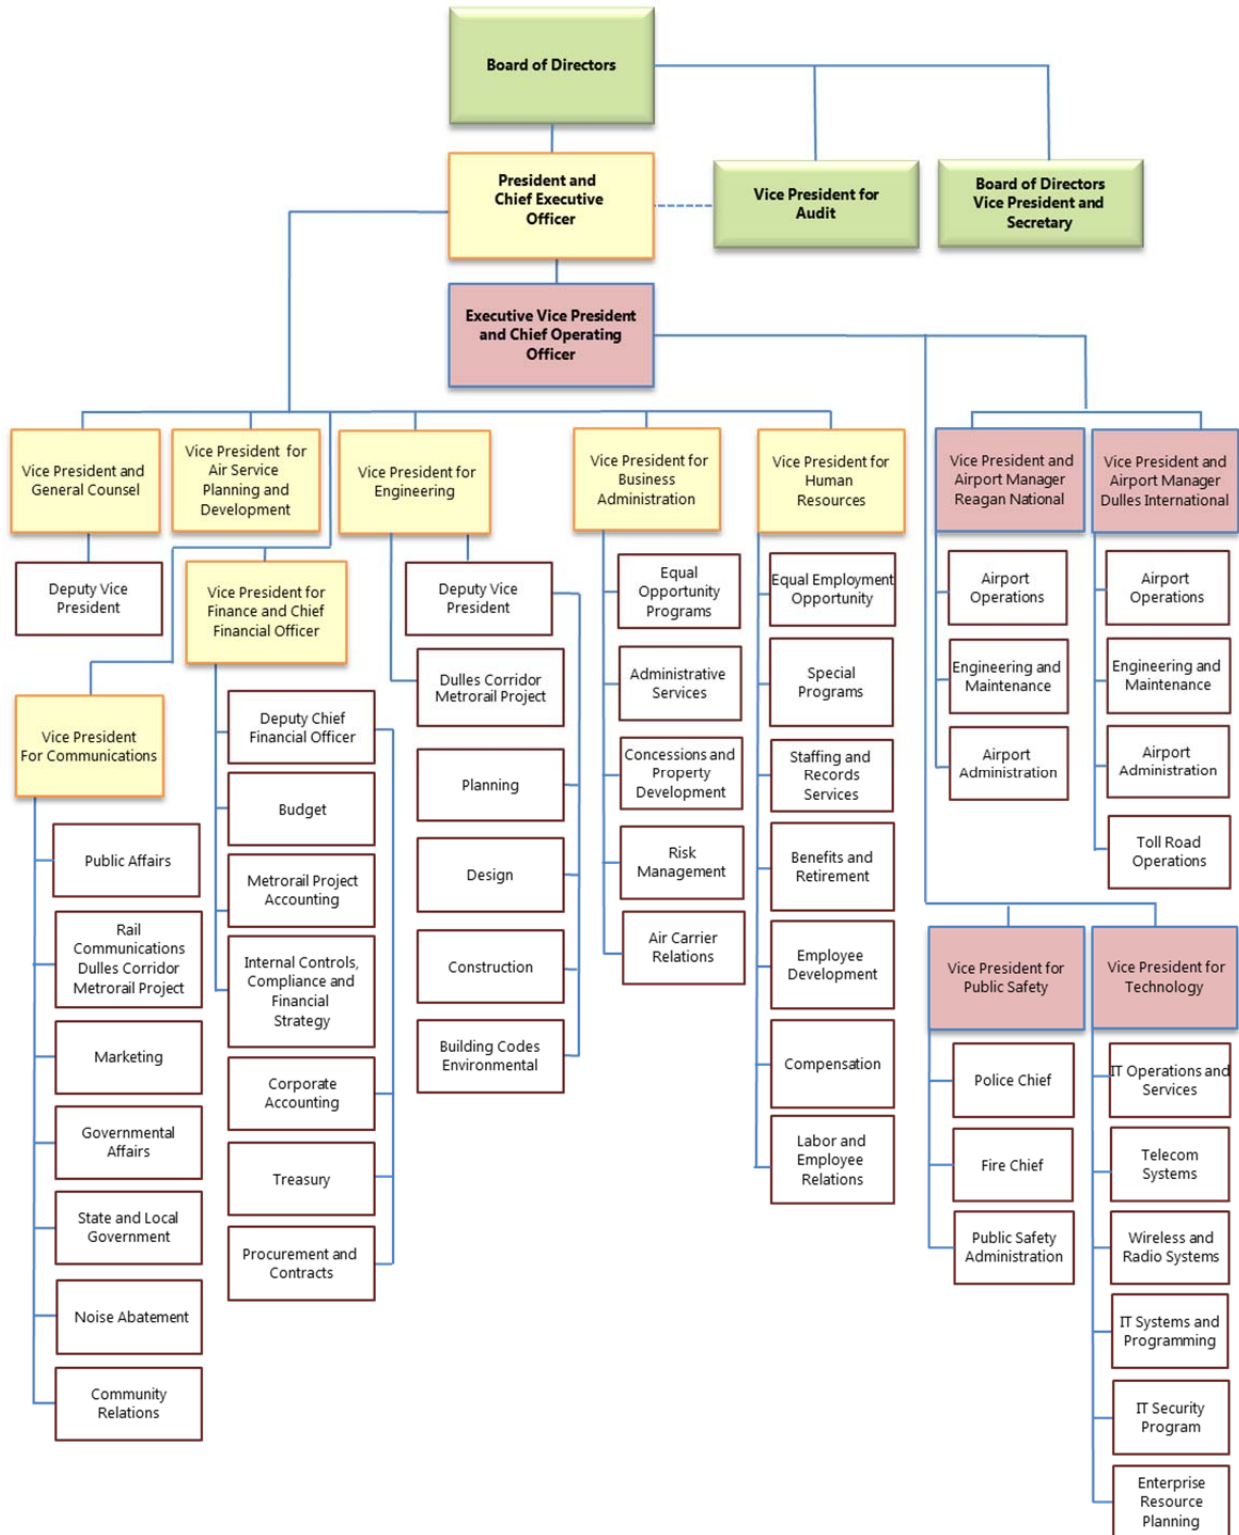 Board of Directors
President and
Chief Executive
Officer
Vice President for
Audit
Board of Directors
Vice President and
Secretary
Executive Vice President
and Chief Operating
Officer
Vice President and
General Counsel
Vice President for
Air Service
Planning and
Development
Vice President for
Engineering
Vice President for
Business
Administration
Vice President for
Human
Resources
Vice President and
Airport Manager
Reagan National
Vice President and
Airport Manager
Dulles International
Deputy Vice
President
Vice President for
Finance and Chief
Financial Officer
Vice President
For Communications
Public Affairs
Rail
Communications
Dulles Corridor
Metrorail Project
Marketing
Governmental
Affairs
State and Local
Government
Noise Abatement
Community
Relations
Deputy Chief
Financial Officer
Budget
Metrorail Project
Accounting
Internal Controls,
Compliance and
Financial
Strategy
Corporate
Accounting
Treasury
Procurement and
Contracts
Deputy Vice
President
Dulles Corridor
Metrorail Project
Planning
Design
Construction
Building Codes
Environmental
Equal
Opportunity
Programs
Administrative
Services
Concessions and
Property
Development
Risk
Management
Air Carrier
Relations
Equal Employment
Opportunity
Special
Programs
Staffing and
Records
Services
Benefits and
Retirement
Employee
Development
Compensation
Labor and
Employee
Relations
Airport
Operations
Engineering and
Maintenance
Airport
Administration
Airport
Operations
Engineering and
Maintenance
Airport
Administration
Toll Road
Operations
Vice President for
Public Safety
Police Chief
Fire Chief
Public Safety
Administration
Vice President for
Technology
IT Operations and
Services
Telecom
Systems
Wireless and
Radio Systems
IT Systems and
Programming
IT Security
Program
Enterprise
Resource
Planning